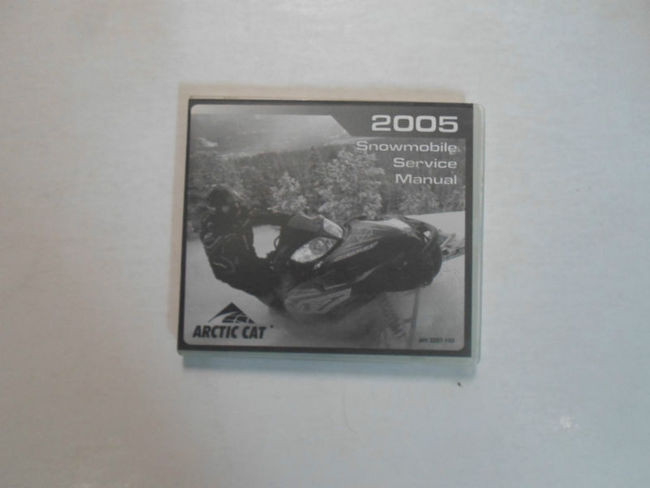 2005
Snowmobile
Service
Manual
ARCTIC CAT